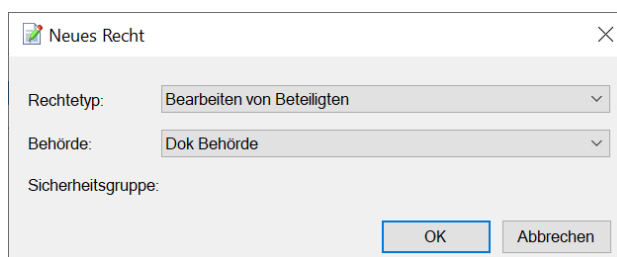 Neues Recht
Rechtetyp: Bearbeiten von Beteiligten
Behörde: Dok Behörde
Sicherheitsgruppe:
OK Abbrechen